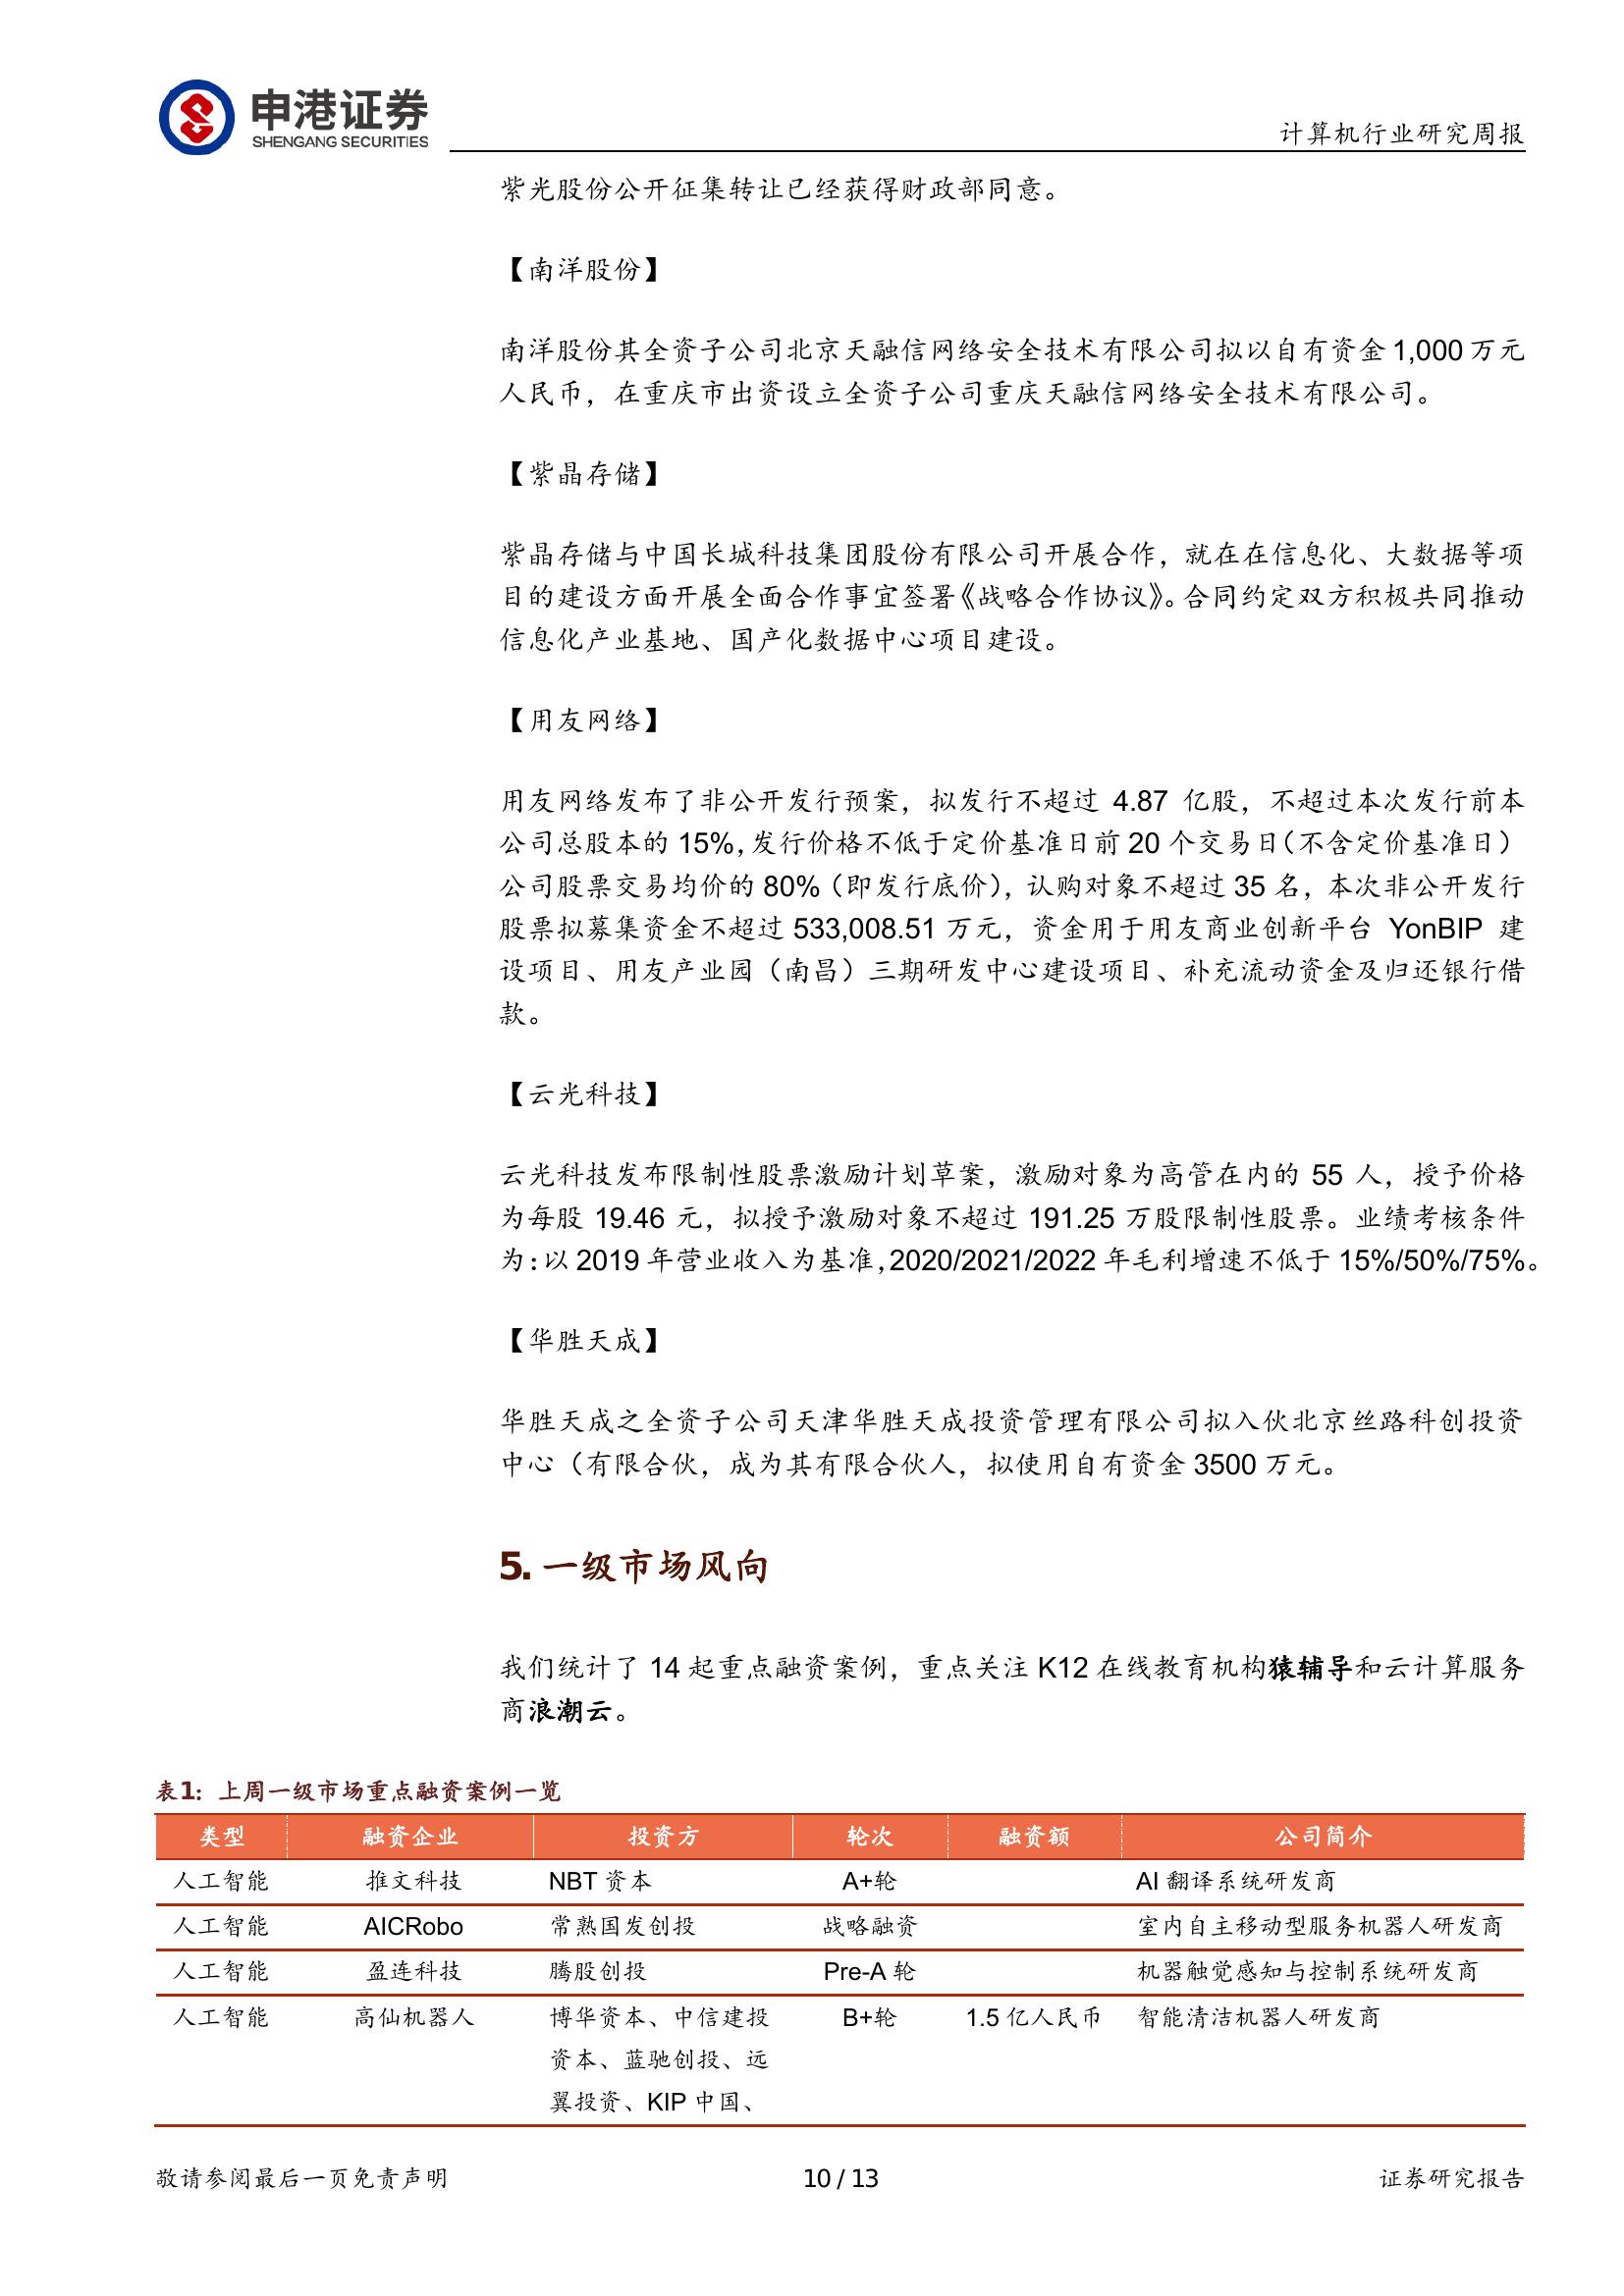 申港证券
SHENGANG SECURITIES
计算机行业研究周报
紫光股份公开征集转让已经获得财政部同意。
【南洋股份】
南洋股份其全资子公司北京天融信网络安全技术有限公司拟以自有资金 1,000 万元
人民币，在重庆市出资设立全资子公司重庆天融信网络安全技术有限公司。
【紫晶存储】
紫晶存储与中国长城科技集团股份有限公司开展合作，就在在信息化、大数据等项
目的建设方面开展全面合作事宜签署《战略合作协议》。合同约定双方积极共同推动
信息化产业基地、国产化数据中心项目建设。
【用友网络】
用友网络发布了非公开发行预案，拟发行不超过 4.87 亿股，不超过本次发行前本
公司总股本的 15%，发行价格不低于定价基准日前 20 个交易日（不含定价基准日）
公司股票交易均价的 80%（即发行底价），认购对象不超过 35 名，本次非公开发行
股票拟募集资金不超过 533,008.51 万元，资金用于用友商业创新平台 YonBIP 建
设项目、用友产业园（南昌）三期研发中心建设项目、补充流动资金及归还银行借
款。
【云光科技】
云光科技发布限制性股票激励计划草案，激励对象为高管在内的 55 人，授予价格
为每股 19.46 元，拟授予激励对象不超过 191.25 万股限制性股票。业绩考核条件
为：以 2019 年营业收入为基准，2020/2021/2022 年毛利增速不低于 15%/50%/75%。
【华胜天成】
华胜天成之全资子公司天津华胜天成投资管理有限公司拟入伙北京丝路科创投资
中心（有限合伙，成为其有限合伙人，拟使用自有资金 3500 万元。
5. 一级市场风向
我们统计了 14 起重点融资案例，重点关注 K12 在线教育机构猿辅导和云计算服务
商浪潮云。
表1：上周一级市场重点融资案例一览
类型 融资企业 投资方 轮次 融资额 公司简介
人工智能 推文科技 NBT 资本 A+轮 AI 翻译系统研发商
人工智能 AICRobo 常熟国发创投 战略融资 室内自主移动型服务机器人研发商
人工智能 盈连科技 腾股创投 Pre-A 轮 机器触觉感知与控制系统研发商
人工智能 高仙机器人 博华资本、中信建投 B+轮 1.5 亿人民币 智能清洁机器人研发商
资本、蓝驰创投、远
翼投资、KIP 中国、
敬请参阅最后一页免责声明 10 / 13 证券研究报告